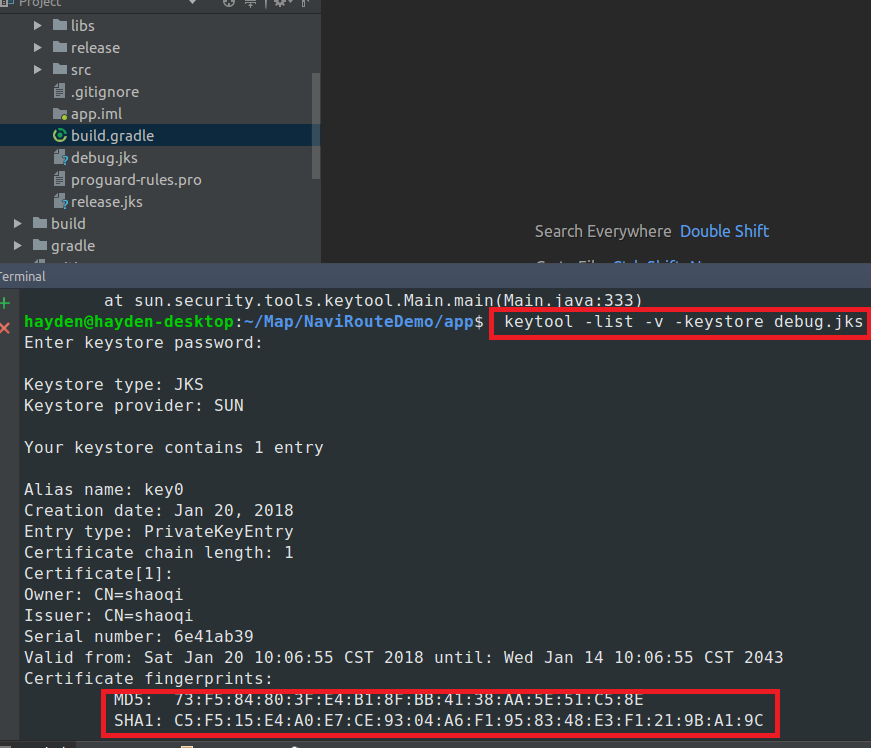 Project
libs
release
src
.gitignore
app.iml
build.gradle
debug.jks
proguard-rules.pro
release.jks
build
gradle
Search Everywhere Double Shift
Terminal
at sun.security.tools.keytool.Main.main(Main.java:333)
hayden@hayden-desktop:~/Map/NaviRouteDemo/app$ keytool -list -v -keystore debug.jks
Enter keystore password:
Keystore type: JKS
Keystore provider: SUN
Your keystore contains 1 entry
Alias name: key0
Creation date: Jan 20, 2018
Entry type: PrivateKeyEntry
Certificate chain length: 1
Certificate[1]:
Owner: CN=shaoqi
Issuer: CN=shaoqi
Serial number: 6e41ab39
Valid from: Sat Jan 20 10:06:55 CST 2018 until: Wed Jan 14 10:06:55 CST 2043
Certificate fingerprints:
MD5: 73:F5:84:80:3F:E4:B1:8F:BB:41:38:AA:5E:51:C5:8E
SHA1: C5:F5:15:E4:A0:E7:CE:93:04:A6:F1:95:83:48:E3:F1:21:9B:A1:9C